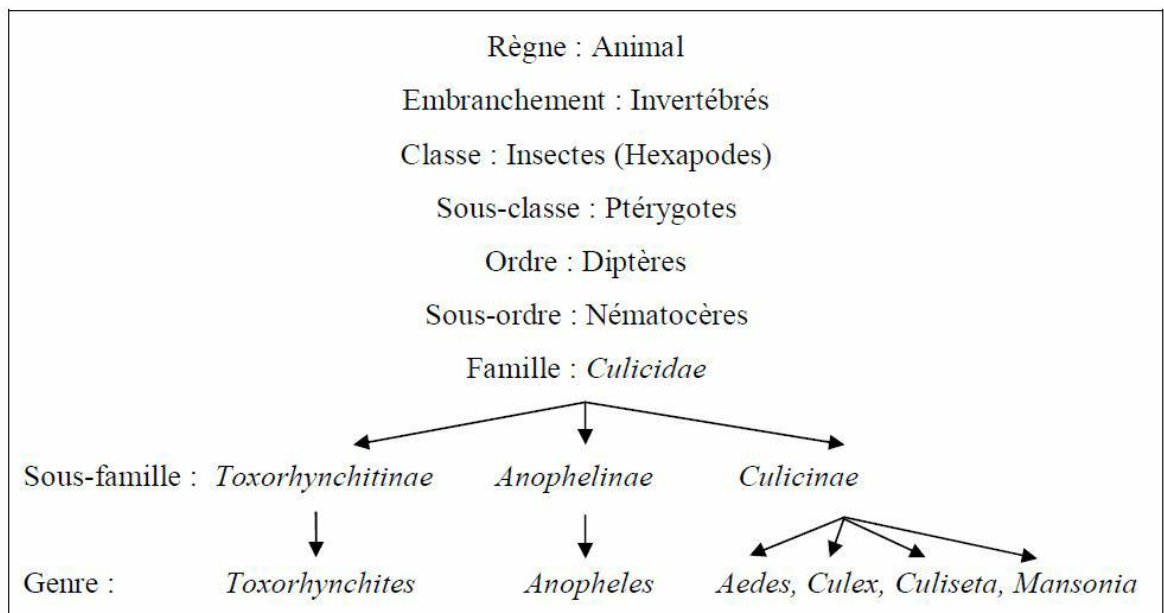 Règne : Animal
Embranchement : Invertébrés
Classe : Insectes (Hexapodes)
Sous-classe : Ptérygotes
Ordre : Diptères
Sous-ordre : Nématocères
Famille : Culicidae
Sous-famille : Toxorhynchitinae Anophelinae Culicinae
Genre : Toxorhynchites Anopheles Aedes, Culex, Culiseta, Mansonia